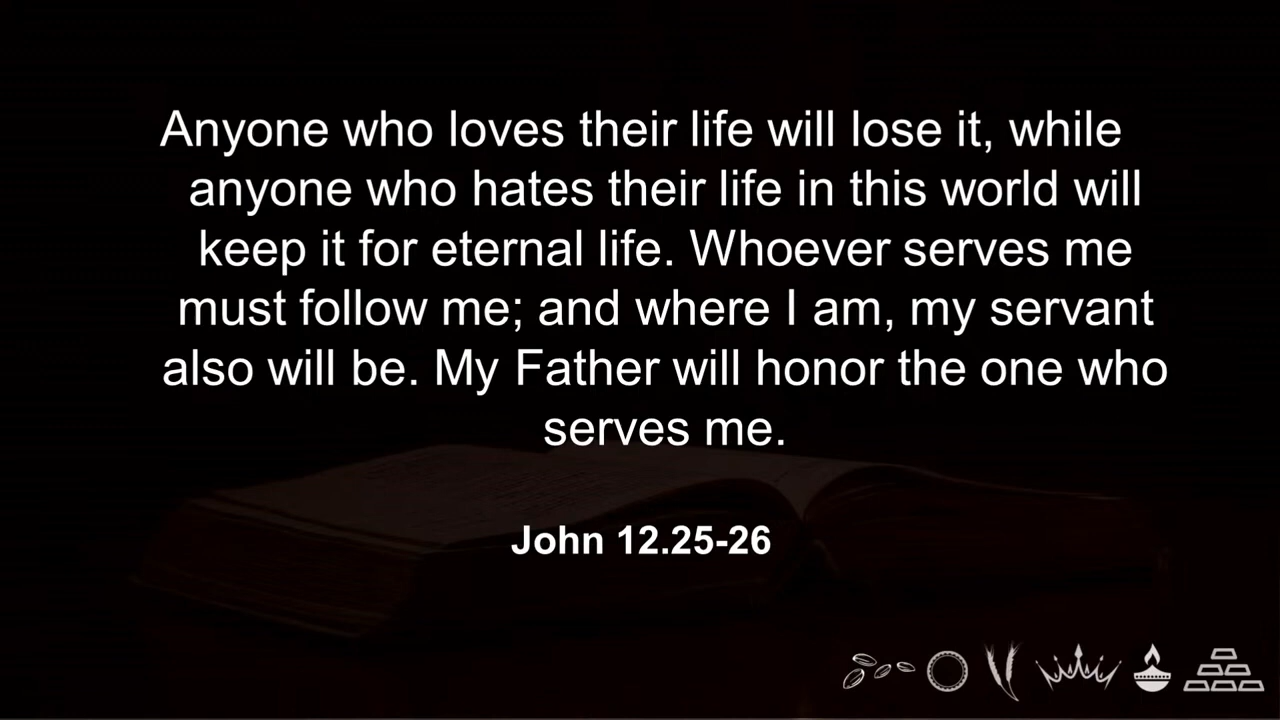 Anyone who loves their life will lose it, while
anyone who hates their life in this world will
keep it for eternal life. Whoever serves me
must follow me; and where I am, my servant
also will be. My Father will honor the one who
serves me.
John 12.25-26